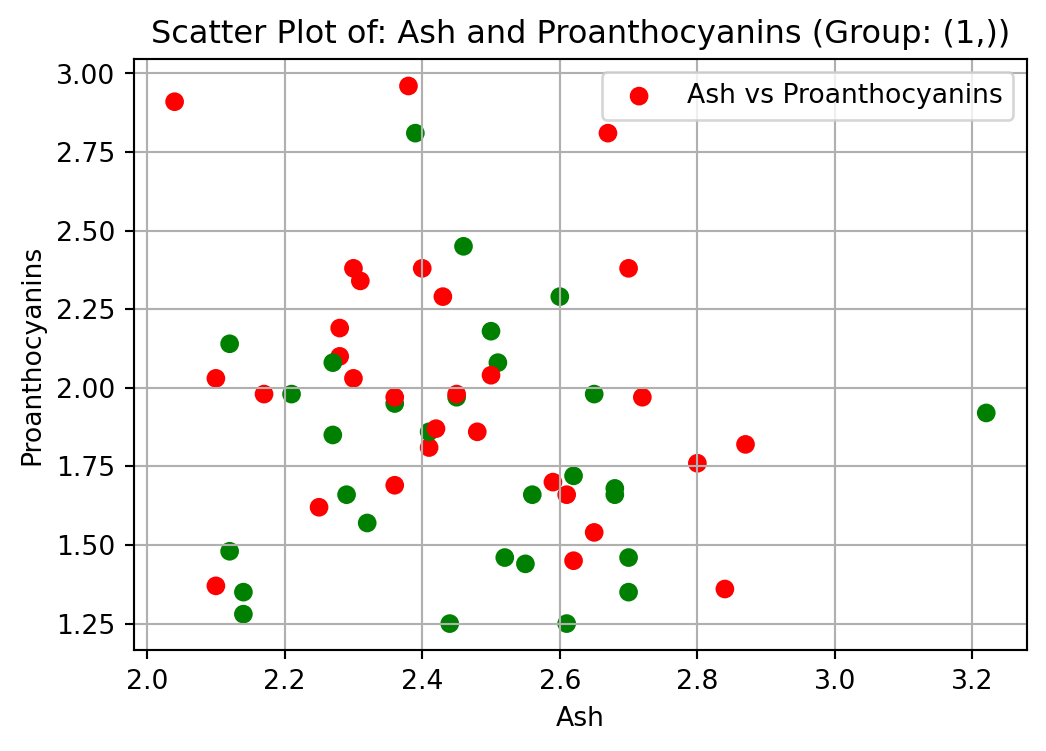 Scatter Plot of: Ash and Proanthocyanins (Group: (1,))
Ash vs Proanthocyanins
Proanthocyanins
3.00
2.75
2.50
2.25
2.00
1.75
1.50
1.25
2.0 2.2 2.4 2.6 2.8 3.0 3.2
Ash